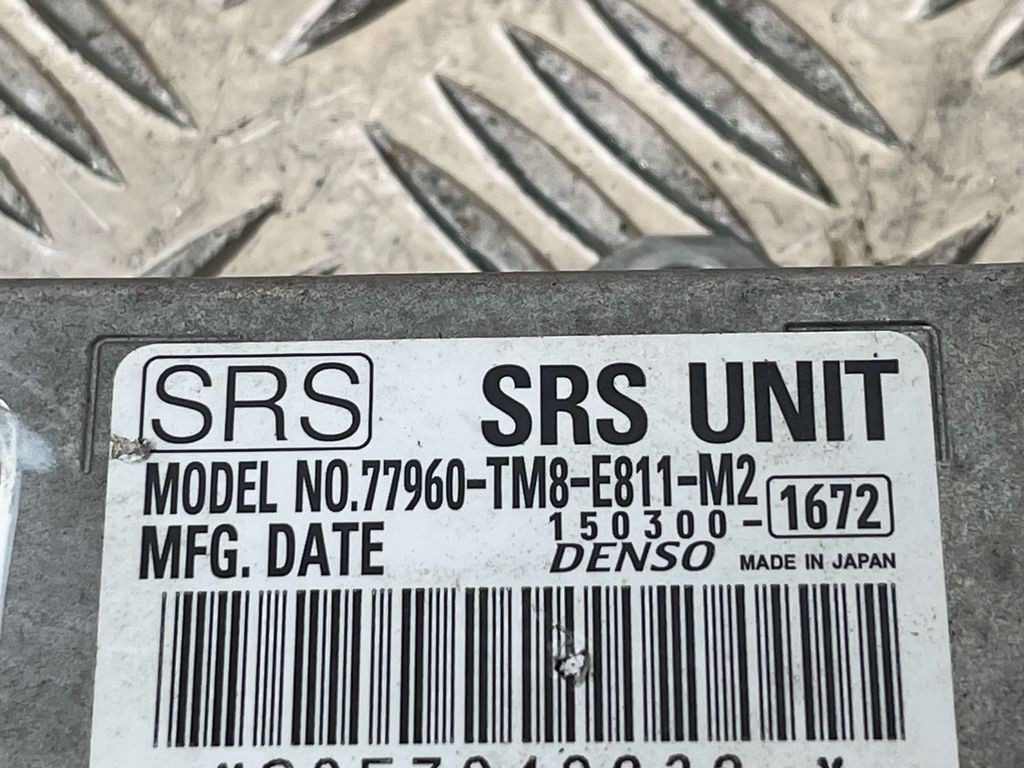 SRS SRS UNIT
MODEL NO.77960-TM8-E811-M2
150300- 1672
MFG. DATE DENSO MADE IN JAPAN